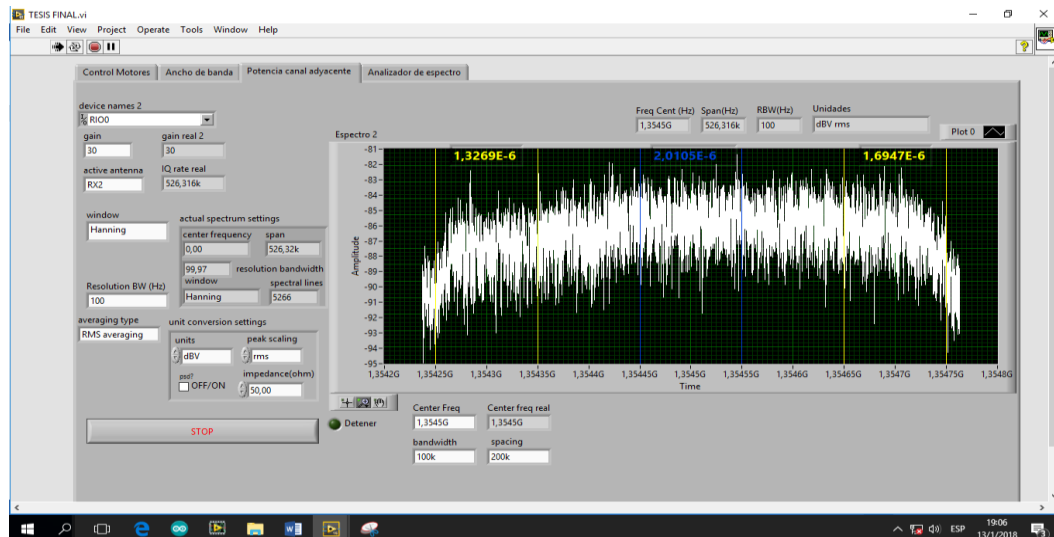 TESIS FINAL.vi
File Edit View Project Operate Tools Window Help
Control Motores Ancho de banda Potencia canal adyacente Analizador de espectro
device names 2
RIO0
gain gain real 2
30 30
active antenna IQ rate real
RX2 526,316k
window
Hanning
actual spectrum settings
center frequency span
0,00 526,32k
99,97 resolution bandwidth
window spectral lines
Hanning 5266
Resolution BW (Hz)
100
averaging type
RMS averaging
unit conversion settings
units peak scaling
dBV rms
psd? impedance(ohm)
OFF/ON 50,00
STOP
Freq Cent (Hz) Span(Hz) RBW(Hz) Unidades
1,3545G 526,316k 100 dBV rms
Espectro 2
Plot 0
1,3269E-6 2,0105E-6 1,6947E-6
Amplitude
-81
-82
-83
-84
-85
-86
-87
-88
-89
-90
-91
-92
-93
-94
-95
1,3542G 1,35425G 1,3543G 1,35435G 1,3544G 1,35445G 1,3545G 1,35455G 1,3546G 1,35465G 1,3547G 1,35475G 1,3548G
Time
Detener
Center Freq Center freq real
1,3545G 1,3545G
bandwidth spacing
100k 200k
ESP
19:06
13/1/2018
3